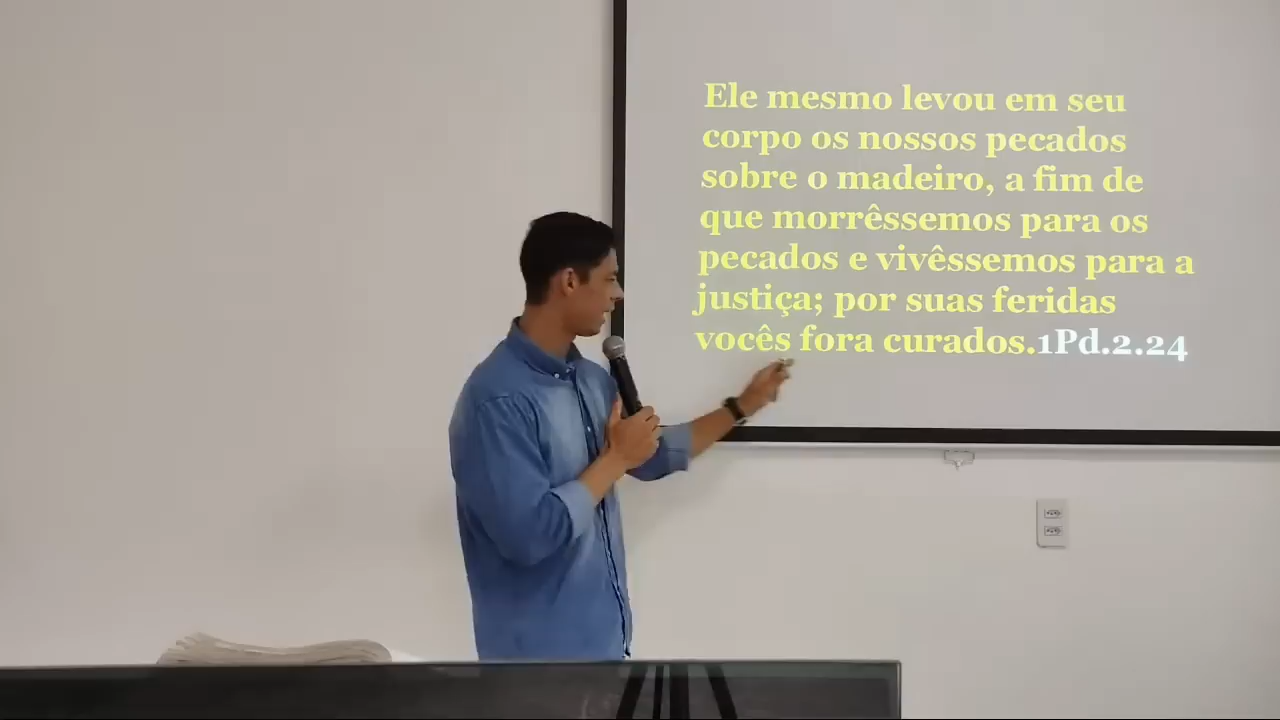 Ele mesmo levou em seu
corpo os nossos pecados
sobre o madeiro, a fim de
que morrêssemos para os
pecados e vivêssemos para a
justiça; por suas feridas
vocês fora curados.1Pd.2.24